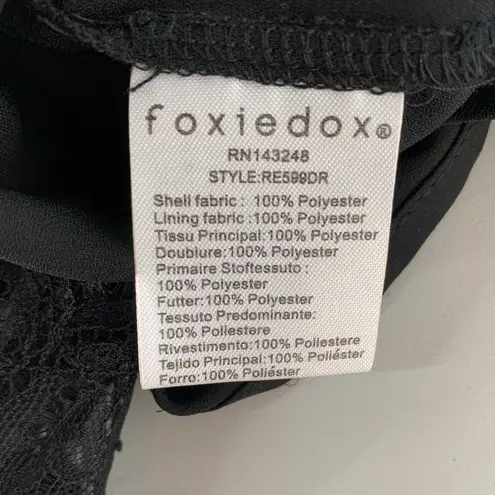 foxiedox®
RN143248
STYLE:RE599DR
Shell fabric : 100% Polyester
Lining fabric :100% Polyester
Tissu Principal:100% Polyester
Doublure: 100% Polyester
Primaire Stoftessuto :
100% Polyester
Futter:100% Polyester
Tessuto Predominante:
100% Poliestere
Rivestimento:100% Poliestere
Tejido Principal:100% Poliéster
Forro:100% Poliéster